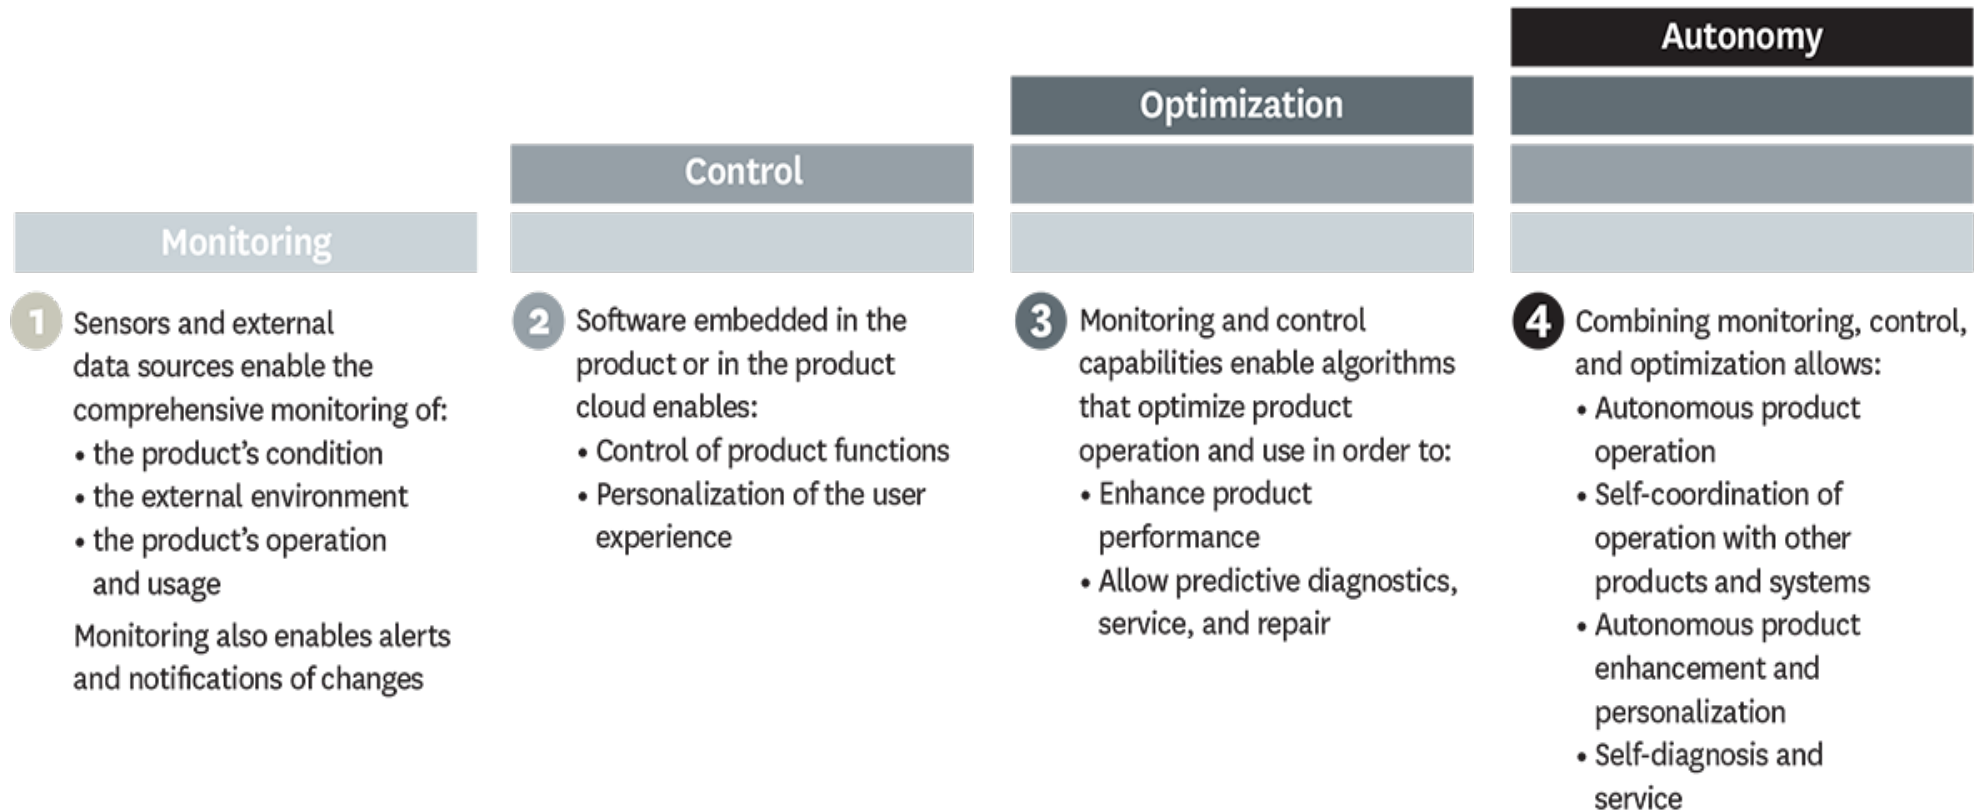 Monitoring
1
Sensors and external
data sources enable the
comprehensive monitoring of:
• the product’s condition
• the external environment
• the product’s operation
and usage
Monitoring also enables alerts
and notifications of changes
Control
2
Software embedded in the
product or in the product
cloud enables:
• Control of product functions
• Personalization of the user
experience
Optimization
3
Monitoring and control
capabilities enable algorithms
that optimize product
operation and use in order to:
• Enhance product
performance
• Allow predictive diagnostics,
service, and repair
Autonomy
4
Combining monitoring, control,
and optimization allows:
• Autonomous product
operation
• Self-coordination of
operation with other
products and systems
• Autonomous product
enhancement and
personalization
• Self-diagnosis and
service